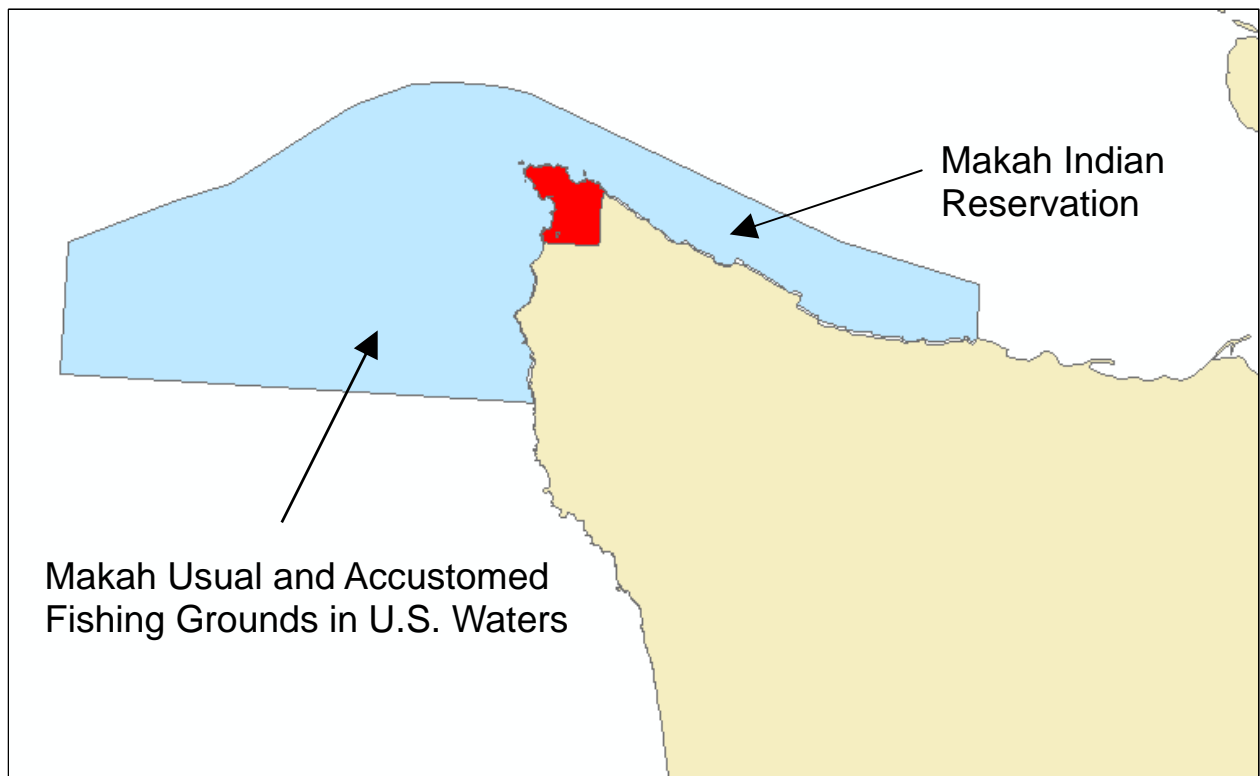 Makah Indian
Reservation
Makah Usual and Accustomed
Fishing Grounds in U.S. Waters